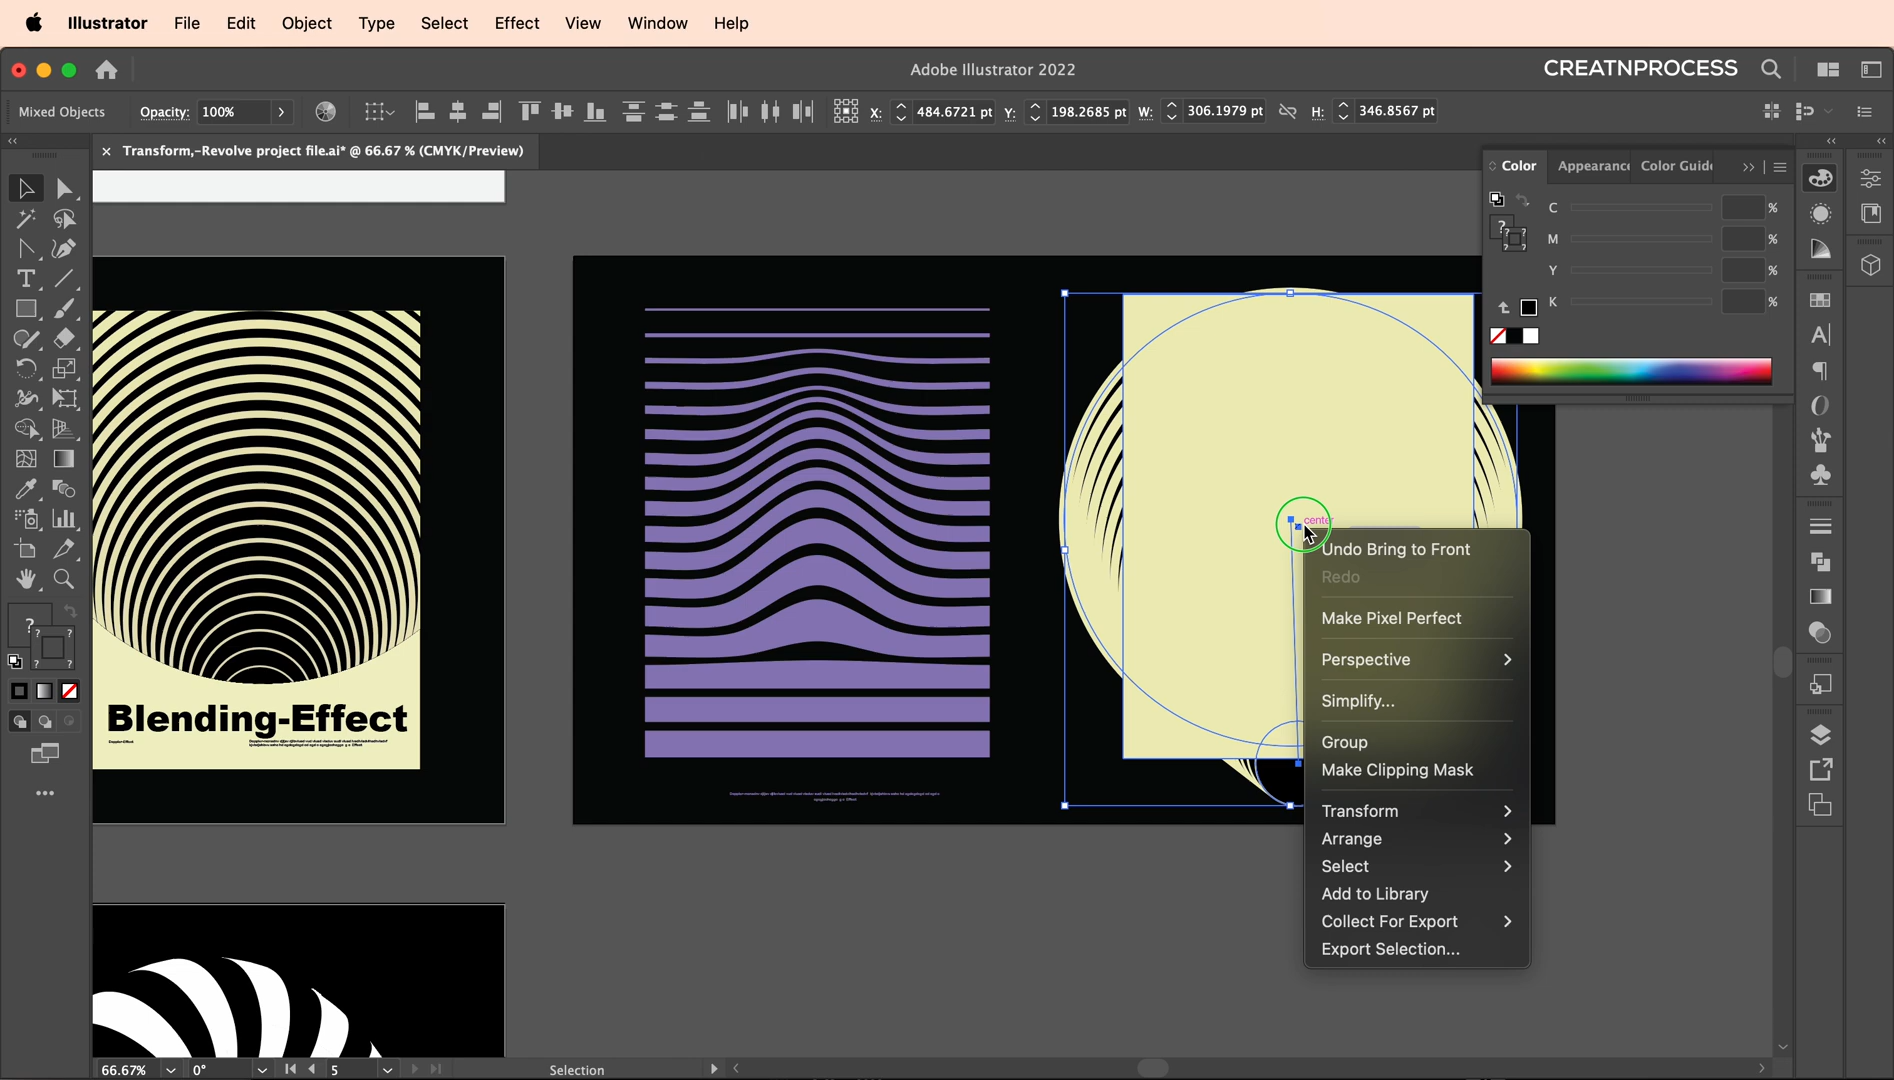 Illustrator File Edit Object Type Select Effect View Window Help
Adobe Illustrator 2022
CREATNPROCESS
Mixed Objects Opacity: 100% X: 484.6721 pt Y: 198.2685 pt W: 306.1979 pt H: 346.8567 pt
× Transform,-Revolve project file.ai* @ 66.67 % (CMYK/Preview)
Color Appearance Color Guide
C %
M %
Y %
K %
center
Undo Bring to Front
Redo
Make Pixel Perfect
Perspective
Simplify...
Group
Make Clipping Mask
Transform
Arrange
Select
Add to Library
Collect For Export
Export Selection...
Blending-Effect
66.67% 0° 5 Selection